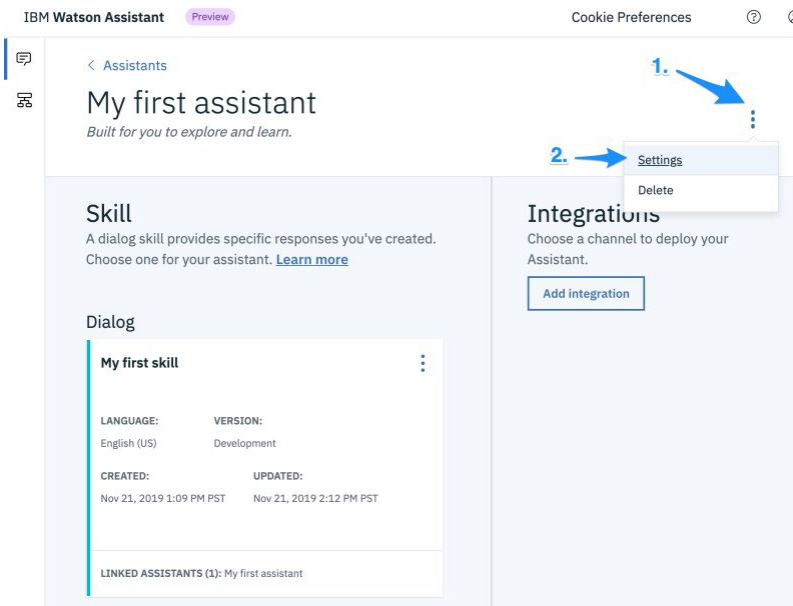 IBM Watson Assistant Preview Cookie Preferences
< Assistants
1.
My first assistant
Built for you to explore and learn.
2.
Settings
Delete
Skill
A dialog skill provides specific responses you've created.
Choose one for your assistant. Learn more
Integrations
Choose a channel to deploy your
Assistant.
Add integration
Dialog
My first skill
LANGUAGE: VERSION:
English (US) Development
CREATED: UPDATED:
Nov 21, 2019 1:09 PM PST Nov 21, 2019 2:12 PM PST
LINKED ASSISTANTS (1): My first assistant